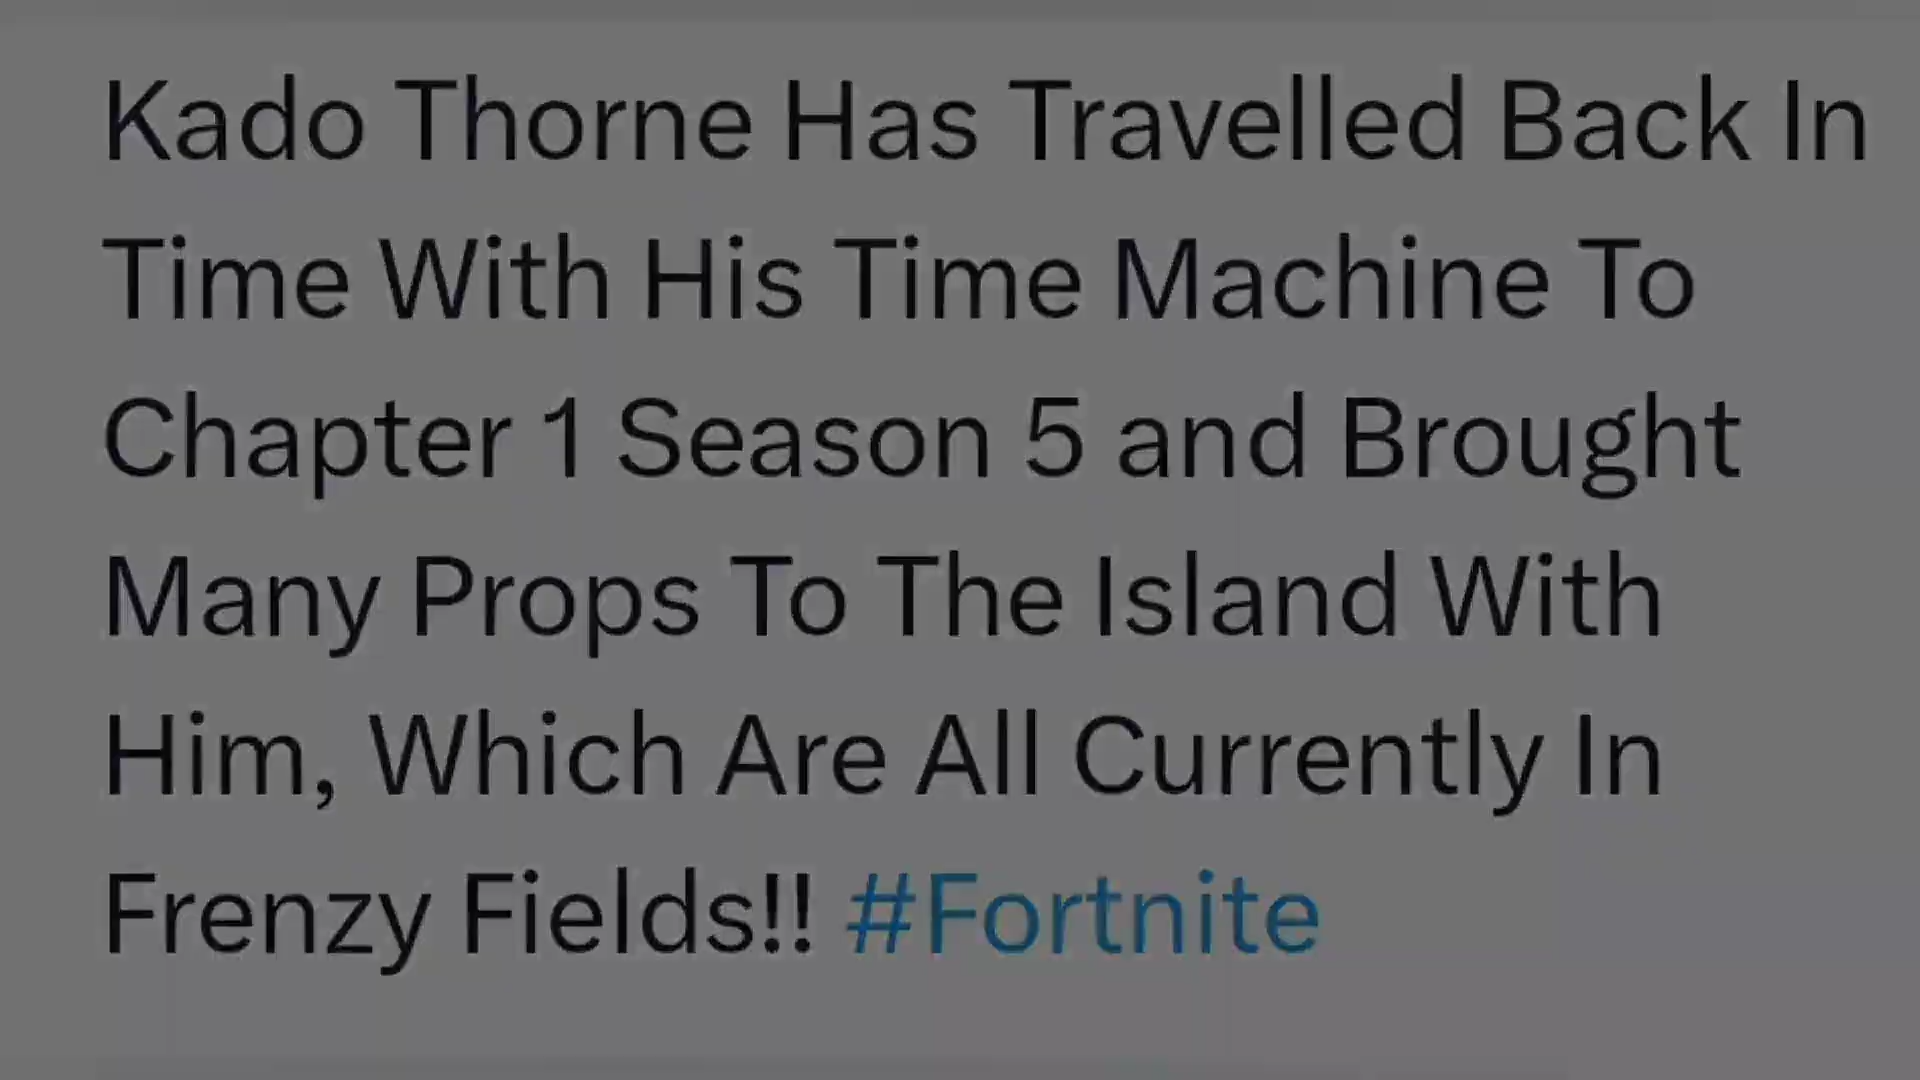 Kado Thorne Has Travelled Back In
Time With His Time Machine To
Chapter 1 Season 5 and Brought
Many Props To The Island With
Him, Which Are All Currently In
Frenzy Fields!! #Fortnite